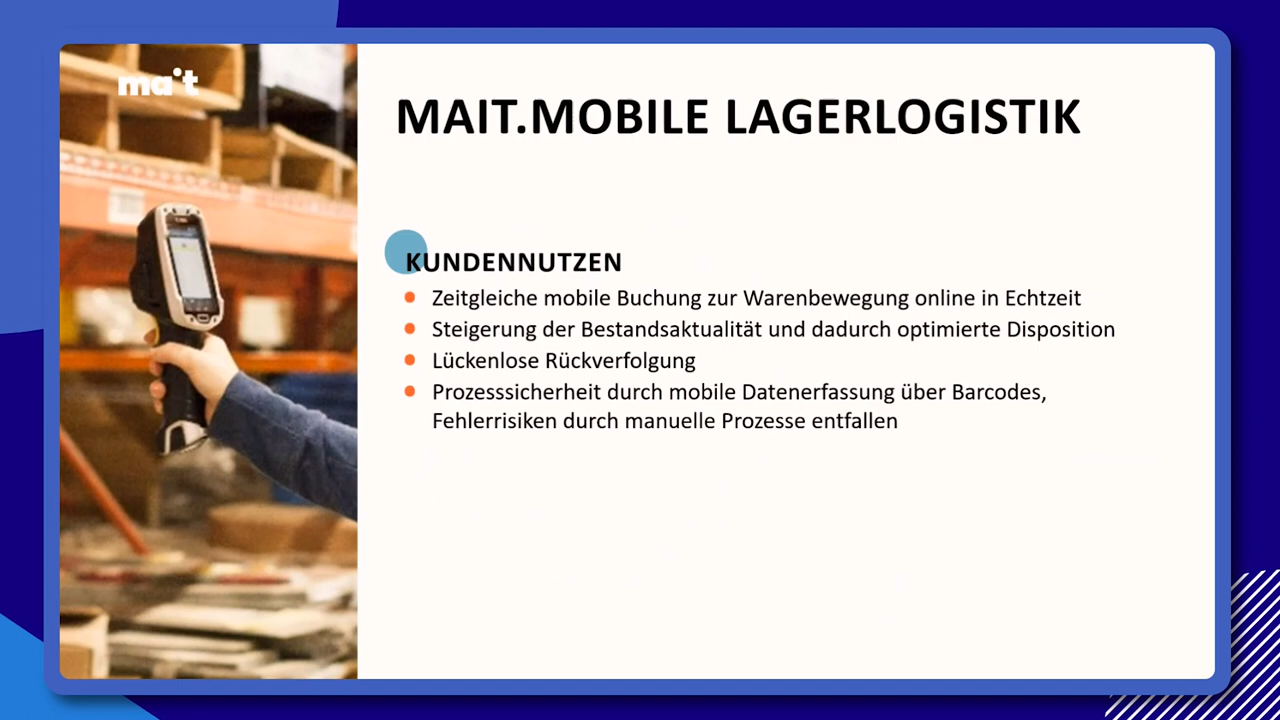 ma't
MAIT.MOBILE LAGERLOGISTIK
KUNDENNUTZEN
Zeitgleiche mobile Buchung zur Warenbewegung online in Echtzeit
Steigerung der Bestandsaktualität und dadurch optimierte Disposition
Lückenlose Rückverfolgung
Prozesssicherheit durch mobile Datenerfassung über Barcodes,
Fehlerrisiken durch manuelle Prozesse entfallen